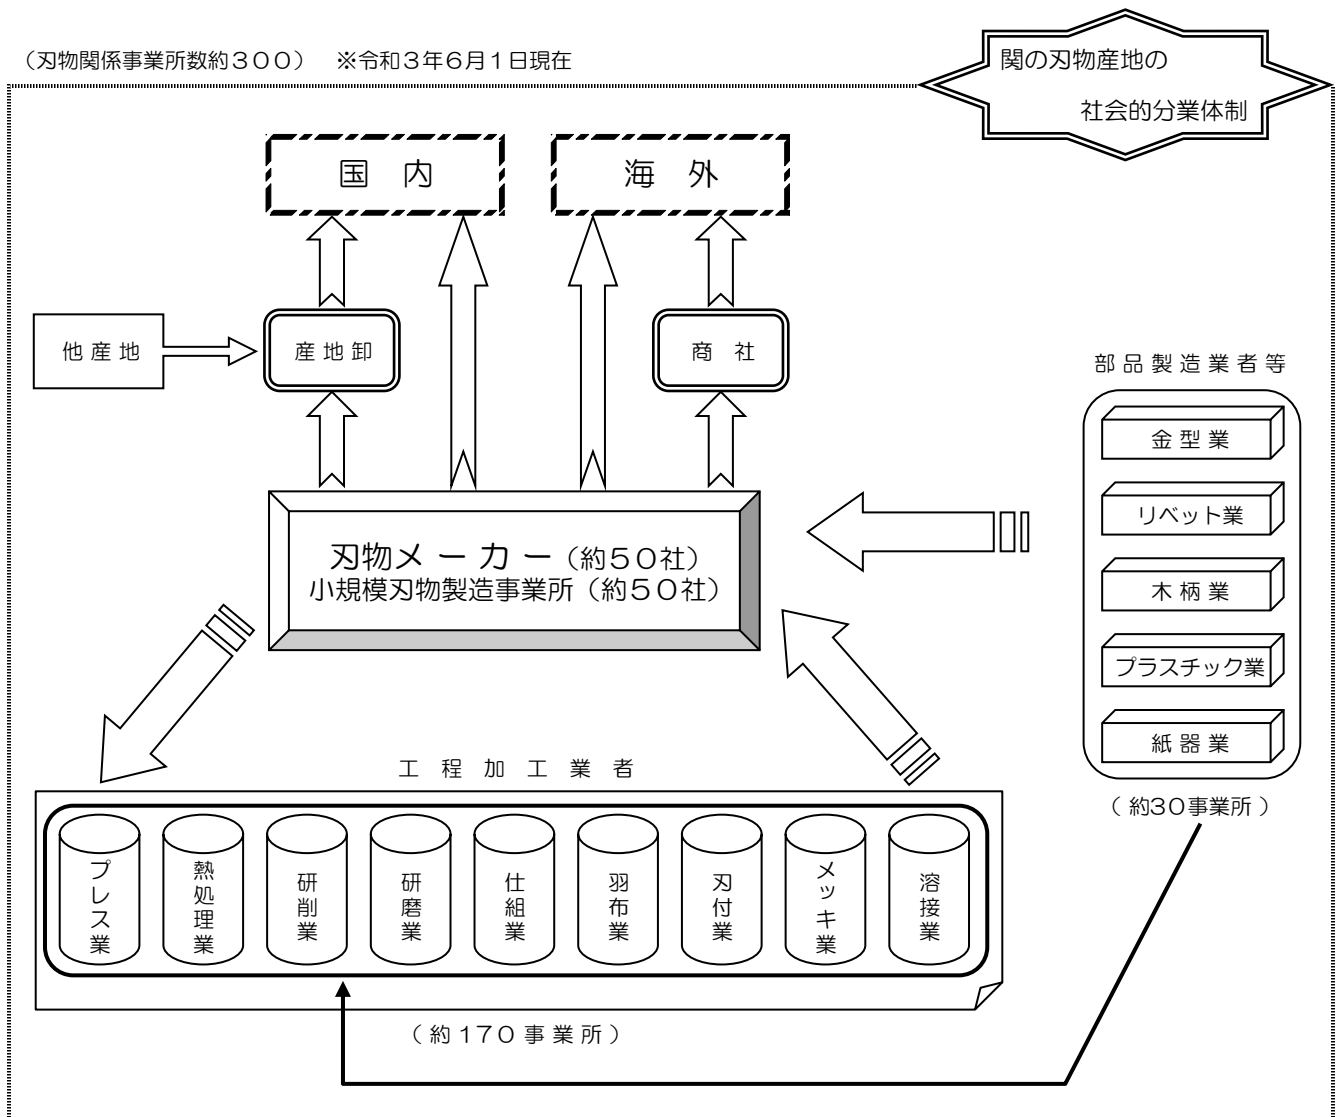 （刃物関係事業所数約３００）　※令和３年６月１日現在
関の刃物産地の
社会的分業体制
国　内
海　外
他 産 地
産 地 卸
商　社
部 品 製 造 業 者 等
金 型 業
リベット業
木 柄 業
プラスチック業
紙 器 業
（ 約30事業所 ）
刃物メ ー カ ー（約５０社）
小規模刃物製造事業所（約５０社）
工　程　加　工　業　者
プレス業
熱処理業
研削業
研磨業
仕組業
羽布業
刃付業
メッキ業
溶接業
（ 約 170 事 業 所 ）